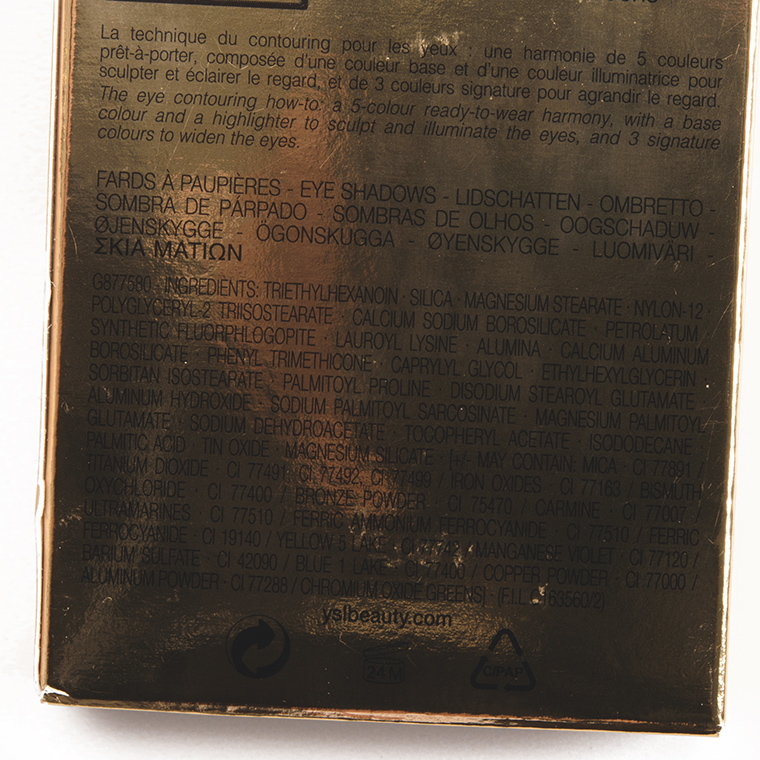 La technique du contouring pour les yeux : une harmonie de 5 couleurs
prêt-à-porter, composée d'une couleur base et d'une couleur illuminatrice pour
sculpter et éclairer le regard, et de 3 couleurs signature pour agrandir le regard.
The eye contouring how-to: a 5-colour ready-to-wear harmony, with a base
colour and a highlighter to sculpt and illuminate the eyes, and 3 signature
colours to widen the eyes.
FARDS À PAUPIÈRES - EYE SHADOWS - LIDSCHATTEN - OMBRETTO -
SOMBRA DE PÁRPADO - SOMBRAS DE OLHOS - OOGSCHADUW -
ØJENSKYGGE - ÖGONSKUGGA - ØYENSKYGGE - LUOMIVÄRI -
ΣΚΙΑ ΜΑΤΙΩΝ
G877580 · INGREDIENTS: TRIETHYLHEXANOIN · SILICA · MAGNESIUM STEARATE · NYLON-12 ·
POLYGLYCERYL-2 TRIISOSTEARATE · CALCIUM SODIUM BOROSILICATE · PETROLATUM ·
SYNTHETIC FLUORPHLOGOPITE · LAUROYL LYSINE · ALUMINA · CALCIUM ALUMINUM
BOROSILICATE · PHENYL TRIMETHICONE · CAPRYLYL GLYCOL · ETHYLHEXYLGLYCERIN ·
SORBITAN ISOSTEARATE · PALMITOYL PROLINE · DISODIUM STEAROYL GLUTAMATE ·
ALUMINUM HYDROXIDE · SODIUM PALMITOYL SARCOSINATE · MAGNESIUM PALMITOYL
GLUTAMATE · SODIUM DEHYDROACETATE · TOCOPHERYL ACETATE · ISODODECANE ·
PALMITIC ACID · TIN OXIDE · MAGNESIUM SILICATE · [+/- MAY CONTAIN: MICA · CI 77891 /
TITANIUM DIOXIDE · CI 77491, CI 77492, CI 77499 / IRON OXIDES · CI 77163 / BISMUTH
OXYCHLORIDE · CI 77400 / BRONZE POWDER · CI 75470 / CARMINE · CI 77007 /
ULTRAMARINES · CI 77510 / FERRIC AMMONIUM FERROCYANIDE · CI 77510 / FERRIC
FERROCYANIDE · CI 19140 / YELLOW 5 LAKE · CI 77742 / MANGANESE VIOLET · CI 77120 /
BARIUM SULFATE · CI 42090 / BLUE 1 LAKE · CI 77400 / COPPER POWDER · CI 77000 /
ALUMINUM POWDER · CI 77288 / CHROMIUM OXIDE GREENS] · (F.I.L. C163560/2)
yslbeauty.com
24 M
C/PAP